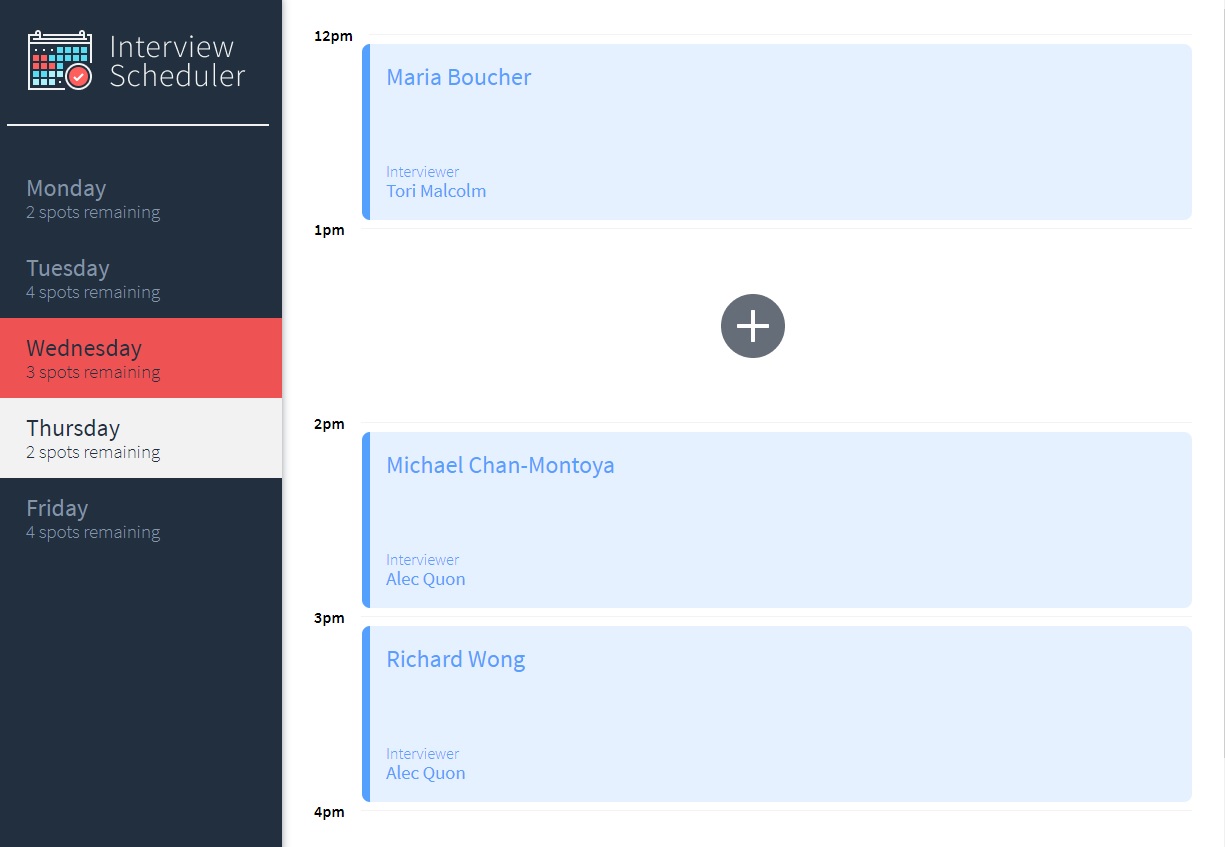 Interview
Scheduler
Monday
2 spots remaining
Tuesday
4 spots remaining
Wednesday
3 spots remaining
Thursday
2 spots remaining
Friday
4 spots remaining
12pm
Maria Boucher
Interviewer
Tori Malcolm
1pm
2pm
Michael Chan-Montoya
Interviewer
Alec Quon
3pm
Richard Wong
Interviewer
Alec Quon
4pm